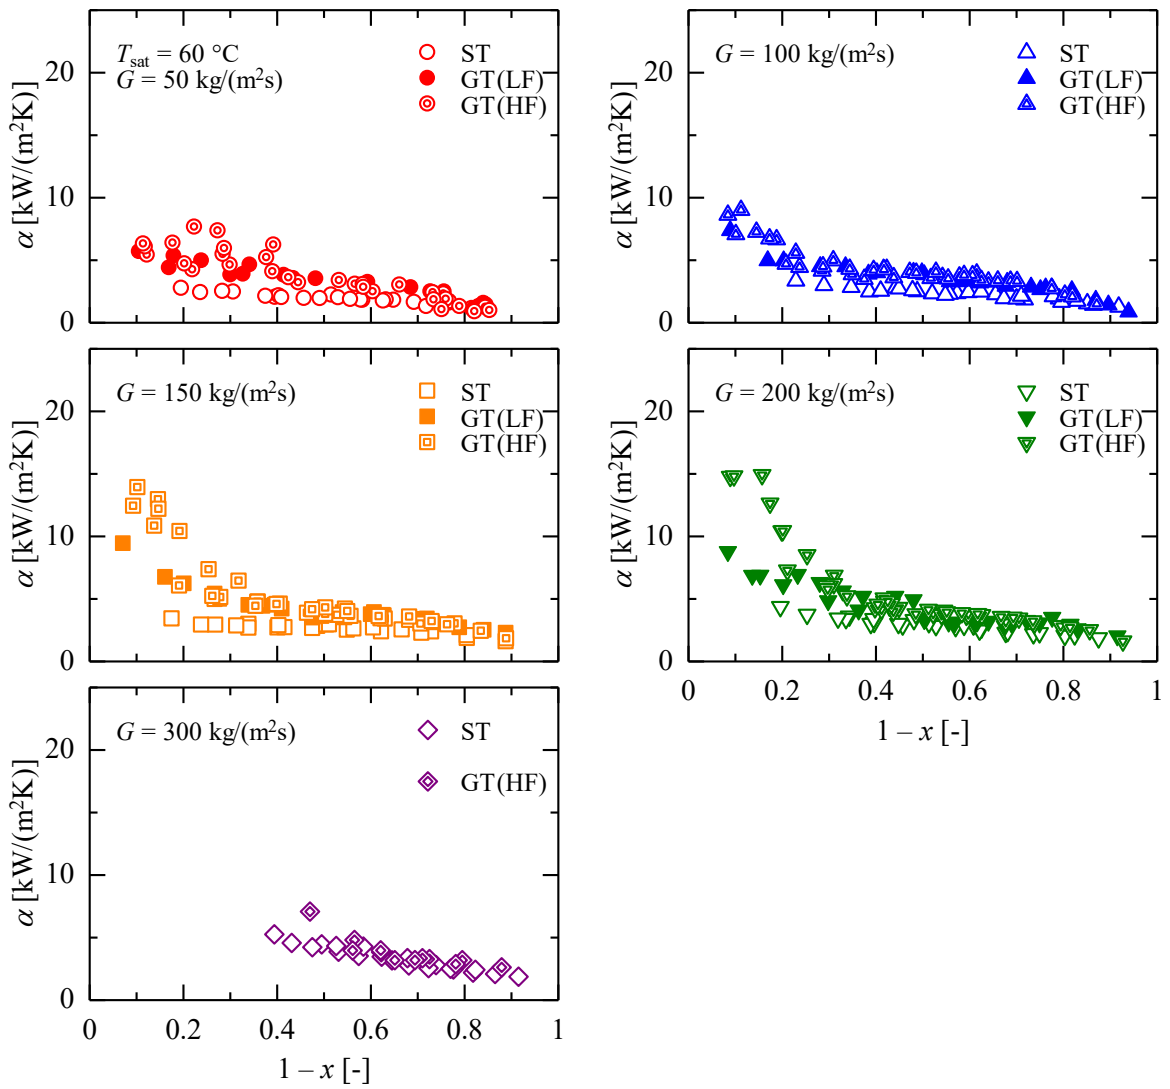 T_sat = 60 °C
G = 50 kg/(m²s)
ST
GT(LF)
GT(HF)
20
10
0
α [kW/(m²K)]
G = 100 kg/(m²s)
ST
GT(LF)
GT(HF)
20
10
0
α [kW/(m²K)]
G = 150 kg/(m²s)
ST
GT(LF)
GT(HF)
20
10
0
α [kW/(m²K)]
G = 200 kg/(m²s)
ST
GT(LF)
GT(HF)
20
10
0
α [kW/(m²K)]
0 0.2 0.4 0.6 0.8 1
1 – x [-]
G = 300 kg/(m²s)
ST
GT(HF)
20
10
0
α [kW/(m²K)]
0 0.2 0.4 0.6 0.8 1
1 – x [-]